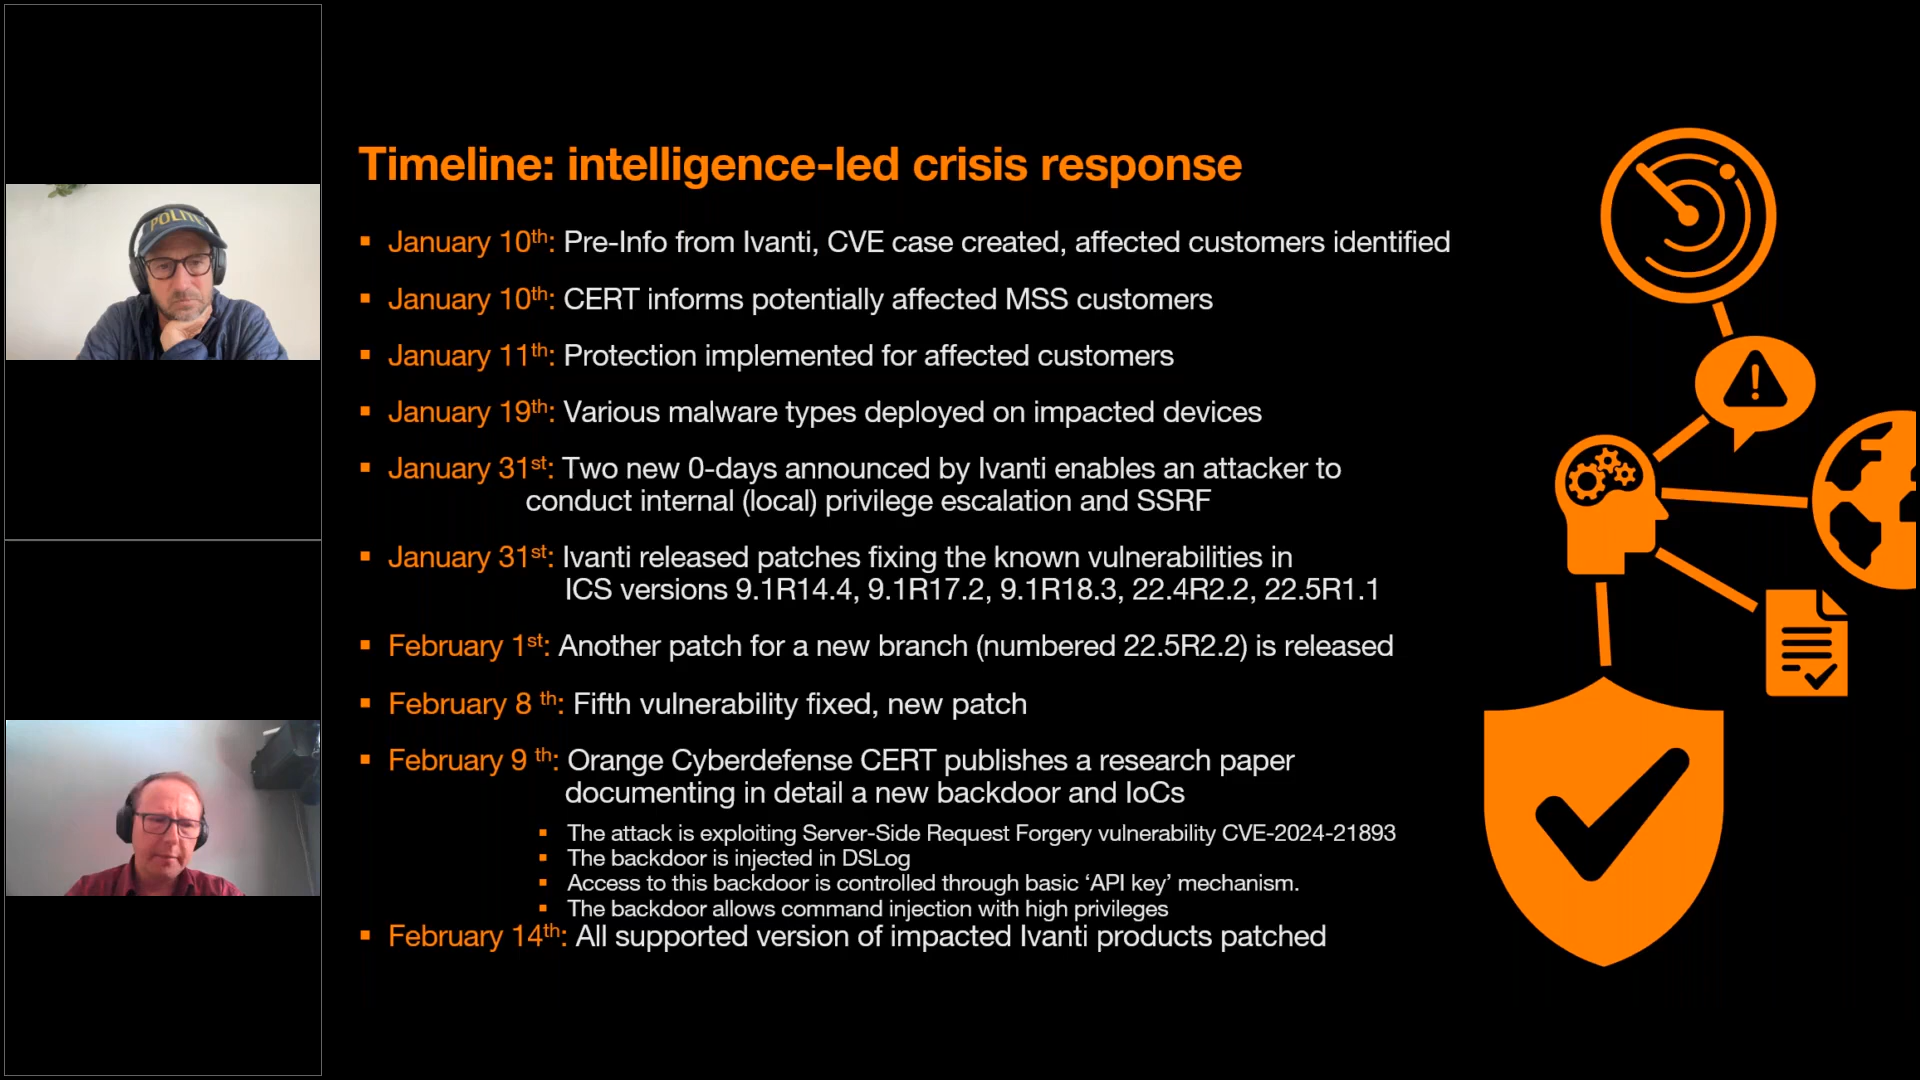 POLITI
Timeline: intelligence-led crisis response
▪ January 10th: Pre-Info from Ivanti, CVE case created, affected customers identified
▪ January 10th: CERT informs potentially affected MSS customers
▪ January 11th: Protection implemented for affected customers
▪ January 19th: Various malware types deployed on impacted devices
▪ January 31st: Two new 0-days announced by Ivanti enables an attacker to
conduct internal (local) privilege escalation and SSRF
▪ January 31st: Ivanti released patches fixing the known vulnerabilities in
ICS versions 9.1R14.4, 9.1R17.2, 9.1R18.3, 22.4R2.2, 22.5R1.1
▪ February 1st: Another patch for a new branch (numbered 22.5R2.2) is released
▪ February 8 th: Fifth vulnerability fixed, new patch
▪ February 9 th: Orange Cyberdefense CERT publishes a research paper
documenting in detail a new backdoor and IoCs
▪ The attack is exploiting Server-Side Request Forgery vulnerability CVE-2024-21893
▪ The backdoor is injected in DSLog
▪ Access to this backdoor is controlled through basic ‘API key’ mechanism.
▪ The backdoor allows command injection with high privileges
▪ February 14th: All supported version of impacted Ivanti products patched